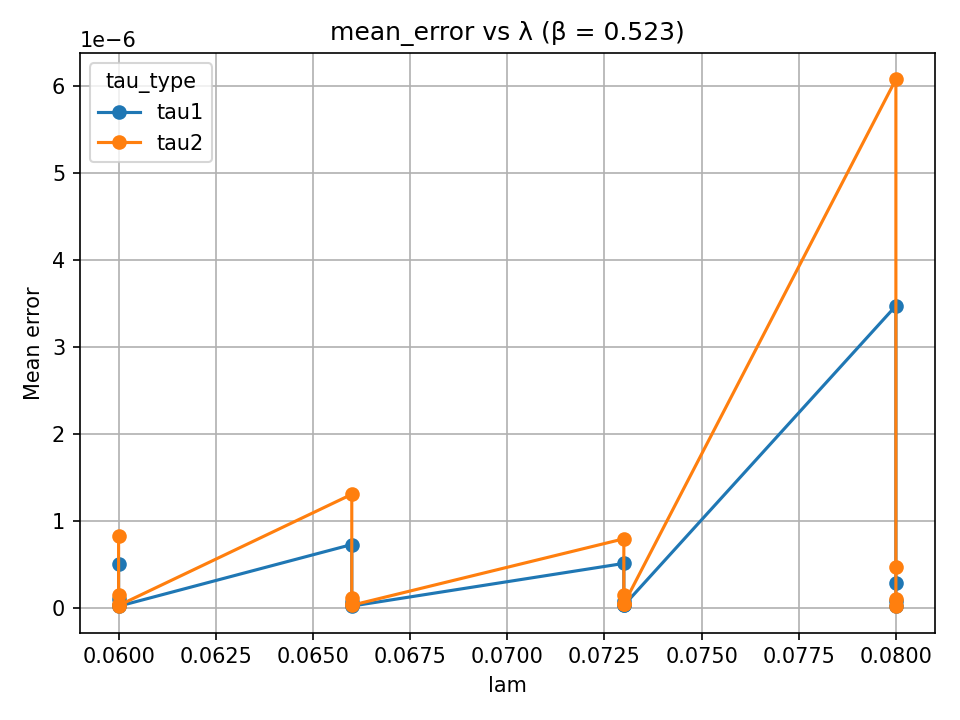 mean_error vs λ (β = 0.523)
1e−6
tau_type
tau1
tau2
6
5
4
3
2
1
0
Mean error
0.0600 0.0625 0.0650 0.0675 0.0700 0.0725 0.0750 0.0775 0.0800
lam